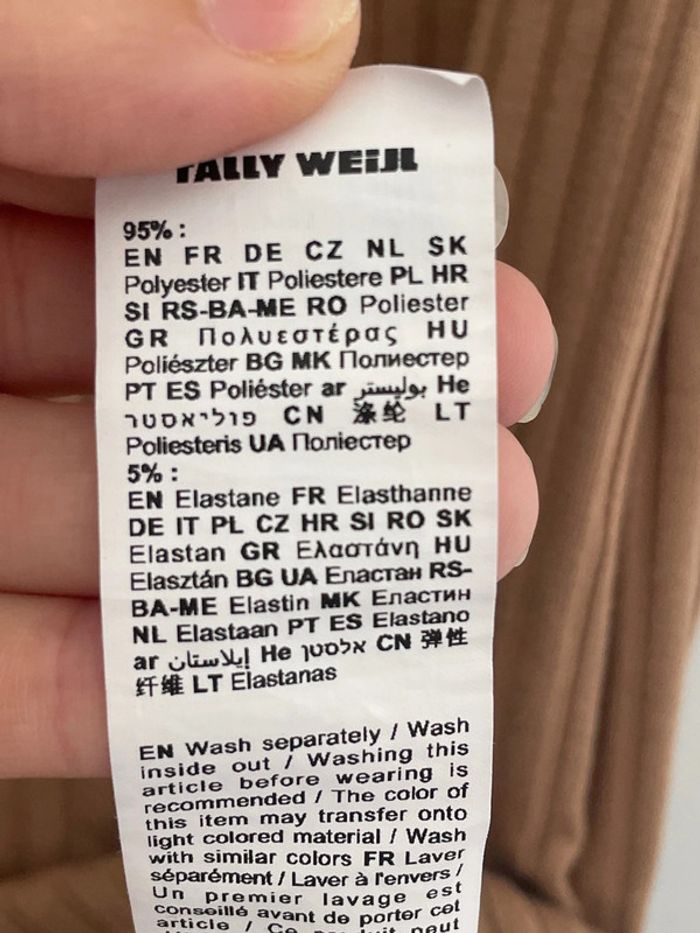 TALLY WEiJL
95% :
EN FR DE CZ NL SK
Polyester IT Poliestere PL HR
SI RS-BA-ME RO Poliester
GR Πολυεστέρας HU
Poliészter BG MK Полиестер
PT ES Poliéster ar بوليستر He
פוליאסטר CN 涤纶 LT
Poliesteris UA Поліестер
5% :
EN Elastane FR Elasthanne
DE IT PL CZ HR SI RO SK
Elastan GR Ελαστάνη HU
Elasztán BG UA Еластан RS-
BA-ME Elastin MK Еластин
NL Elastaan PT ES Elastano
ar إيلاستان He אלסטן CN 弹性
纤维 LT Elastanas
EN Wash separately / Wash
inside out / Washing this
article before wearing is
recommended / The color of
this item may transfer onto
light colored material / Wash
with similar colors FR Laver
séparément / Laver à l'envers /
Un premier lavage est
conseillé avant de porter cet
article / Ce produit peut